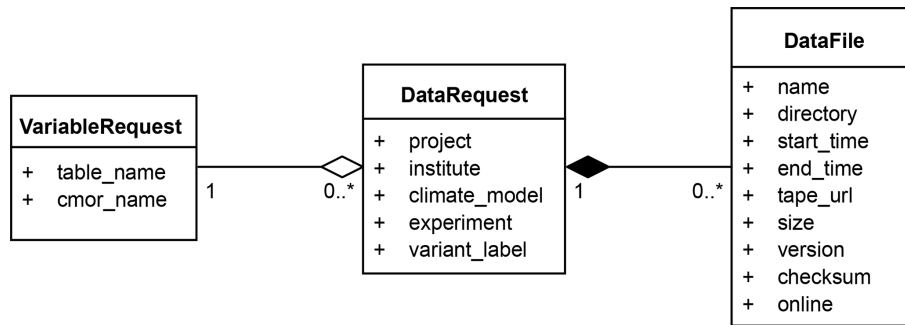 VariableRequest
+ table_name
+ cmor_name
1
0..*
DataRequest
+ project
+ institute
+ climate_model
+ experiment
+ variant_label
1
0..*
DataFile
+ name
+ directory
+ start_time
+ end_time
+ tape_url
+ size
+ version
+ checksum
+ online